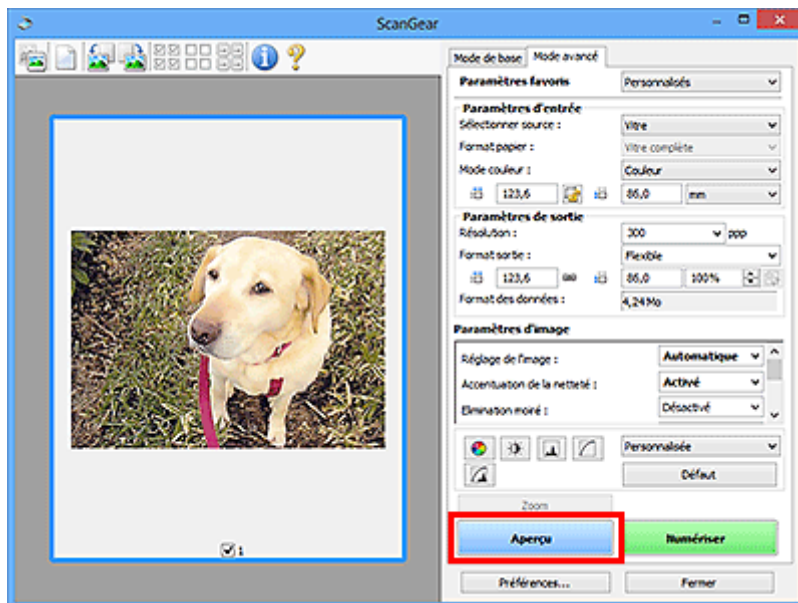 ScanGear
Mode de base Mode avancé
Paramètres favoris Personnalisés
Paramètres d'entrée
Sélectionner source : Vitre
Format papier : Vitre complète
Mode couleur : Couleur
123,6 86,0 mm
Paramètres de sortie
Résolution : 300 ppp
Format sortie : Flexible
123,6 86,0 100%
Format des données : 4,24 Mo
Paramètres d'image
Réglage de l'image : Automatique
Accentuation de la netteté : Activé
Elimination moiré : Désactivé
Personnalisée
Défaut
Zoom
Aperçu Numériser
1
Préférences... Fermer